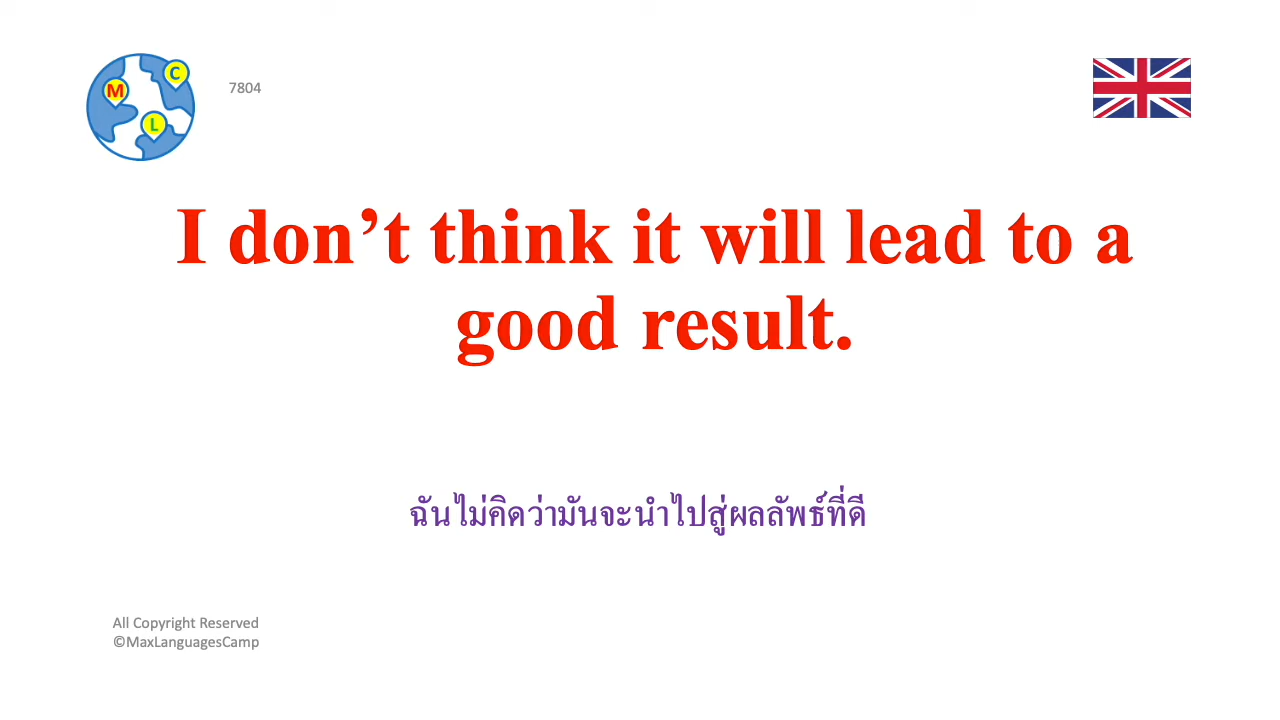 M
C
L
7804
I don’t think it will lead to a
good result.
ฉันไม่คิดว่ามันจะนำไปสู่ผลลัพธ์ที่ดี
All Copyright Reserved
©MaxLanguagesCamp